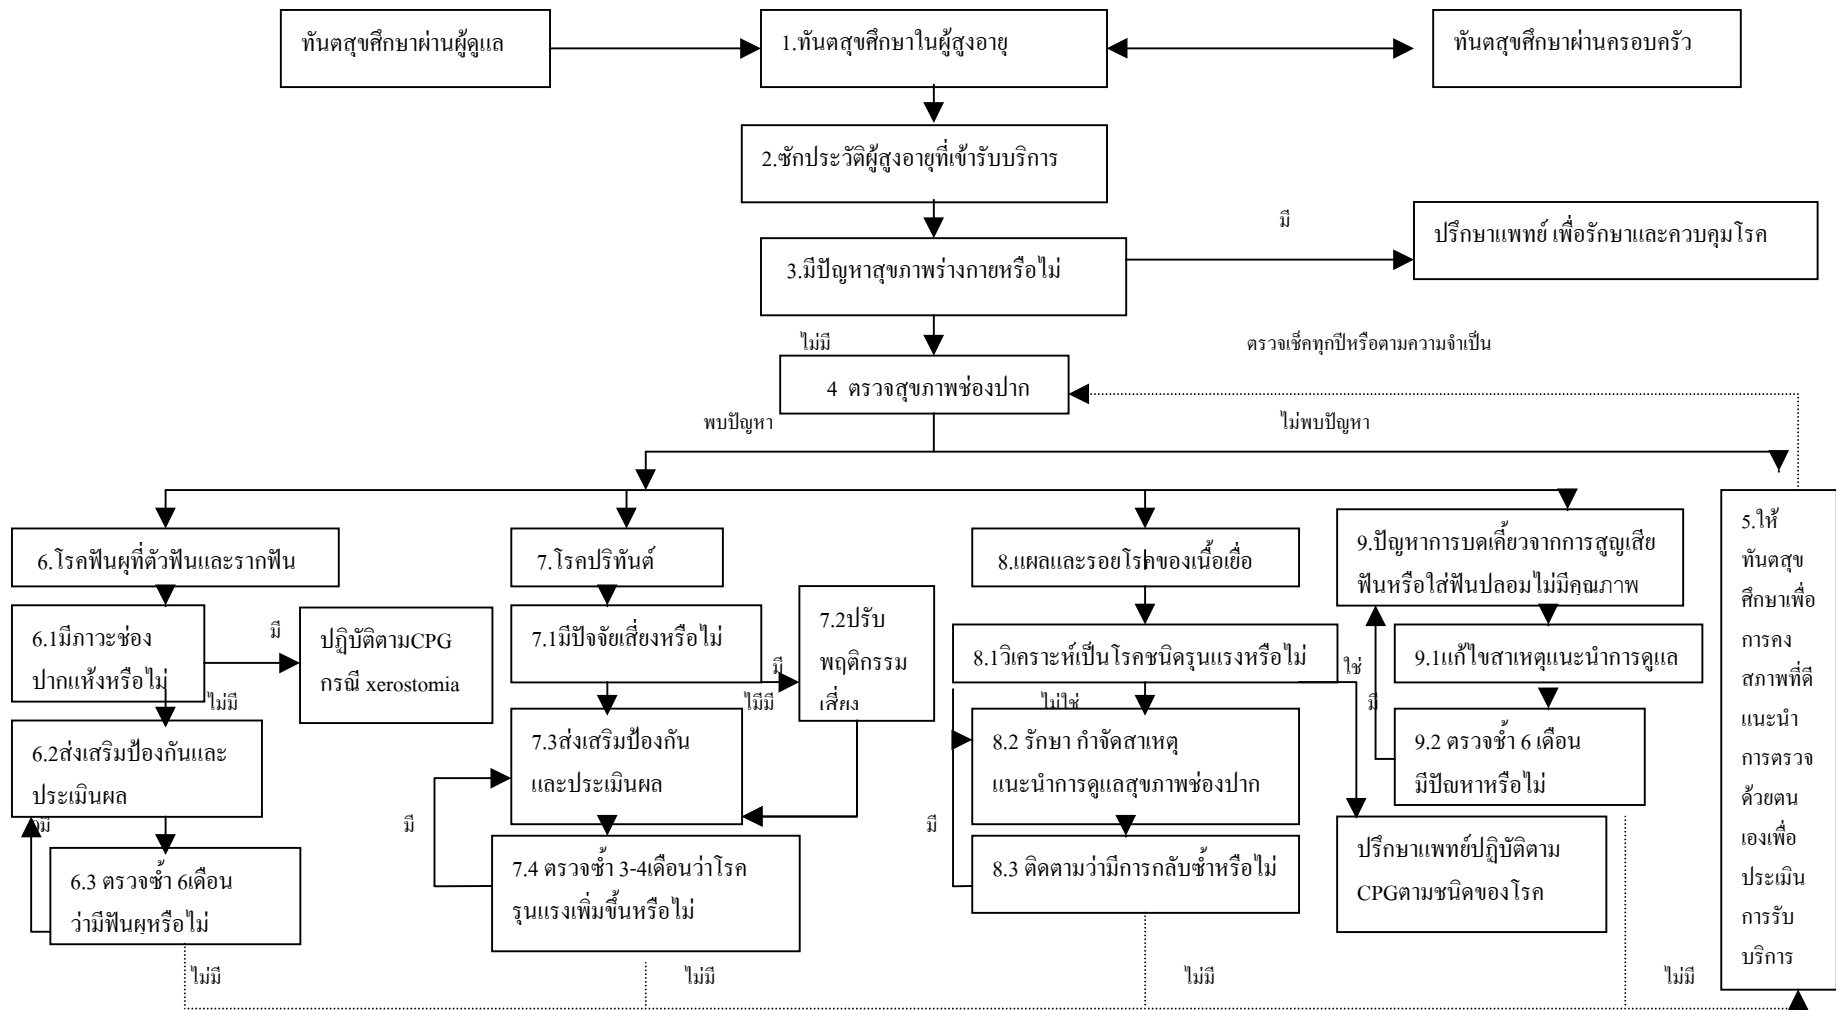 ทันตสุขศึกษาผ่านผู้ดูแล
1.ทันตสุขศึกษาในผู้สูงอายุ
ทันตสุขศึกษาผ่านครอบครัว
2.ซักประวัติผู้สูงอายุที่เข้ารับบริการ
มี
ปรึกษาแพทย์ เพื่อรักษาและควบคุมโรค
3.มีปัญหาสุขภาพร่างกายหรือไม่
ไม่มี
ตรวจเช็คทุกปีหรือตามความจำเป็น
4 ตรวจสุขภาพช่องปาก
พบปัญหา
ไม่พบปัญหา
6.โรคฟันผุที่ตัวฟันและรากฟัน
7.โรคปริทันต์
8.แผลและรอยโรคของเนื้อเยื่อ
9.ปัญหาการบดเคี้ยวจากการสูญเสีย
ฟันหรือใส่ฟันปลอมไม่มีคุณภาพ
5.ให้
ทันตสุข
ศึกษาเพื่อ
การคง
สภาพที่ดี
แนะนำ
การตรวจ
ด้วยตน
เองเพื่อ
ประเมิน
การรับ
บริการ
6.1มีภาวะช่อง
ปากแห้งหรือไม่
มี
ไม่มี
ปฏิบัติตามCPG
กรณี xerostomia
7.1มีปัจจัยเสี่ยงหรือไม่
มี
ไม่มี
7.2ปรับ
พฤติกรรม
เสี่ยง
8.1วิเคราะห์เป็นโรคชนิดรุนแรงหรือไม่
ใช่
ไม่ใช่
9.1แก้ไขสาเหตุแนะนำการดูแล
มี
6.2ส่งเสริมป้องกันและ
ประเมินผล
มี
7.3ส่งเสริมป้องกัน
และประเมินผล
มี
8.2 รักษา กำจัดสาเหตุ
แนะนำการดูแลสุขภาพช่องปาก
มี
9.2 ตรวจซ้ำ 6 เดือน
มีปัญหาหรือไม่
6.3 ตรวจซ้ำ 6เดือน
ว่ามีฟันผุหรือไม่
7.4 ตรวจซ้ำ 3-4เดือนว่าโรค
รุนแรงเพิ่มขึ้นหรือไม่
8.3 ติดตามว่ามีการกลับซ้ำหรือไม่
ปรึกษาแพทย์ปฏิบัติตาม
CPGตามชนิดของโรค
ไม่มี
ไม่มี
ไม่มี
ไม่มี